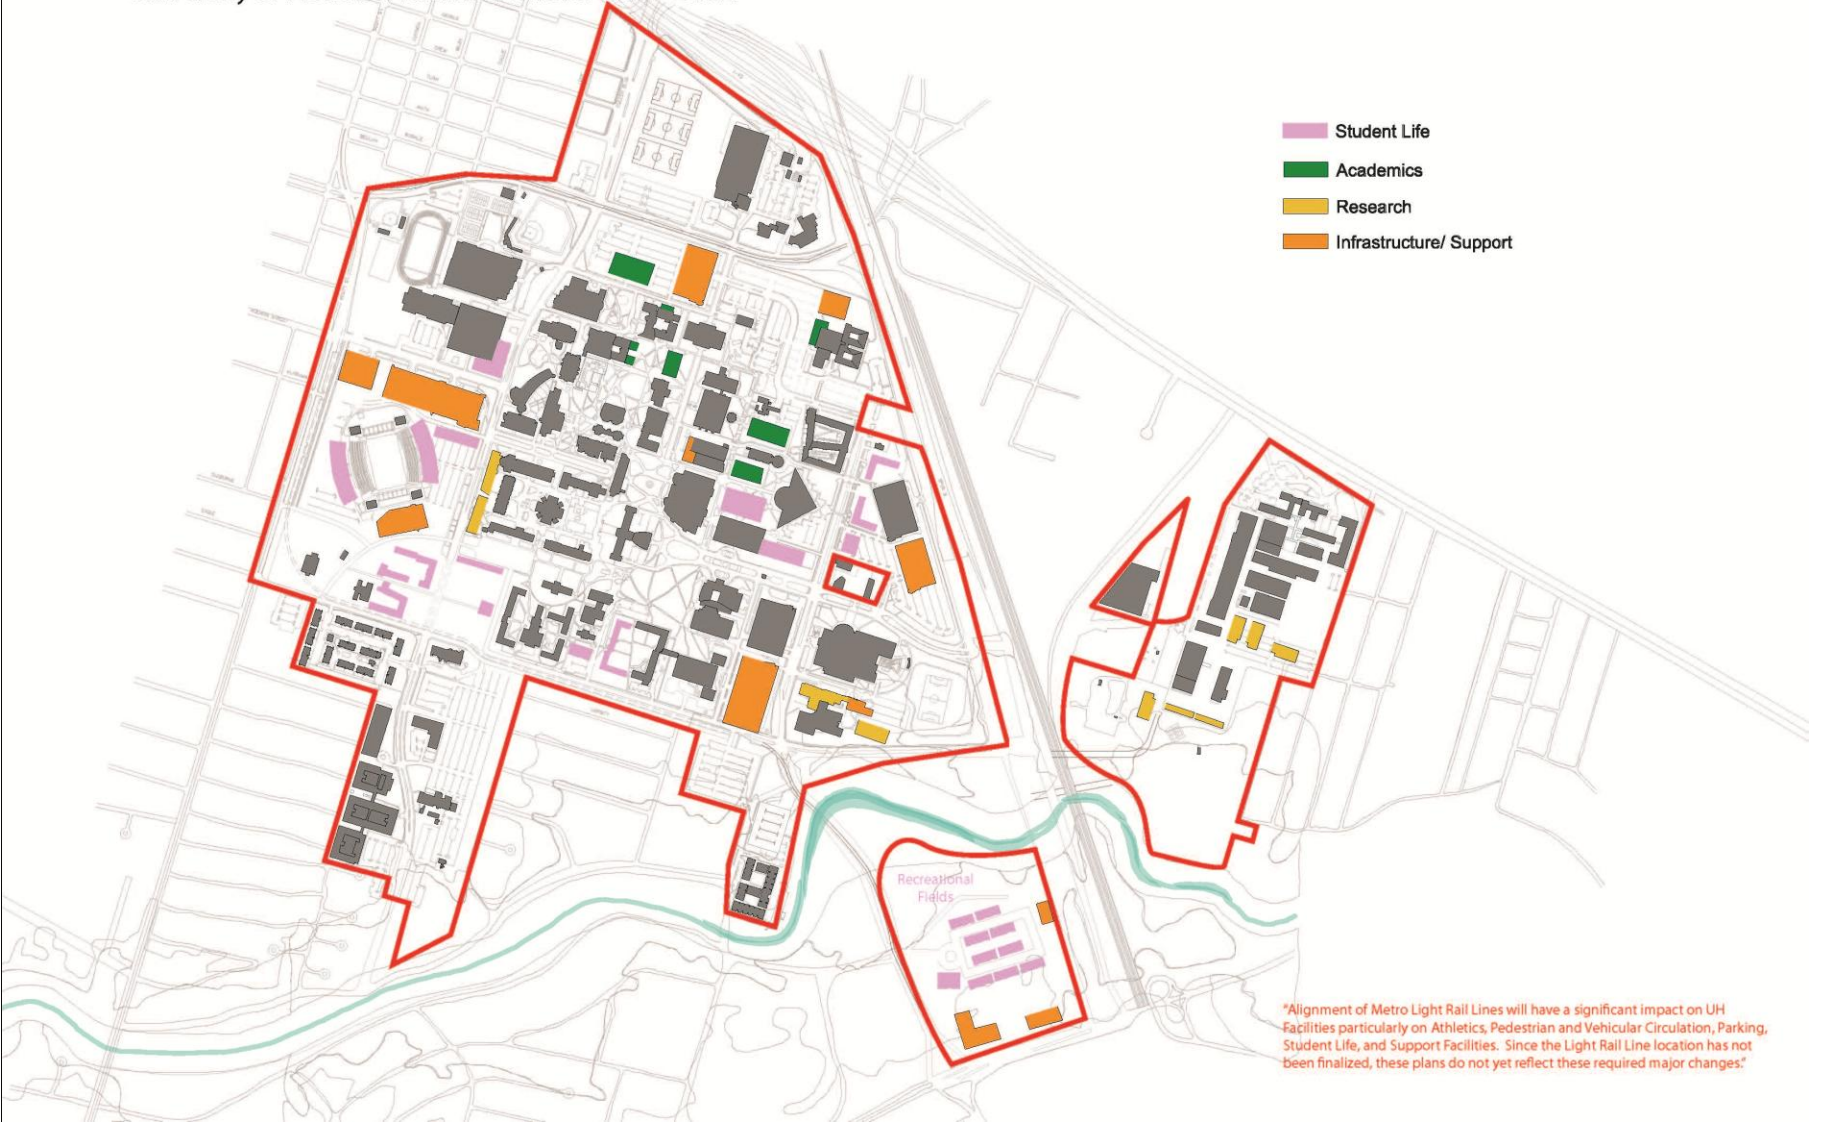 Student Life
Academics
Research
Infrastructure/ Support
Recreational
Fields
"Alignment of Metro Light Rail Lines will have a significant impact on UH
Facilities particularly on Athletics, Pedestrian and Vehicular Circulation, Parking,
Student Life, and Support Facilities.  Since the Light Rail Line location has not
been finalized, these plans do not yet reflect these required major changes."